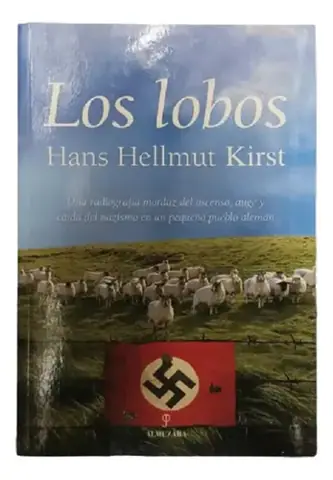 Los lobos
Hans Hellmut Kirst
Una radiografía mordaz del ascenso, auge y
caída del nazismo en un pequeño pueblo alemán
ALMUZARA